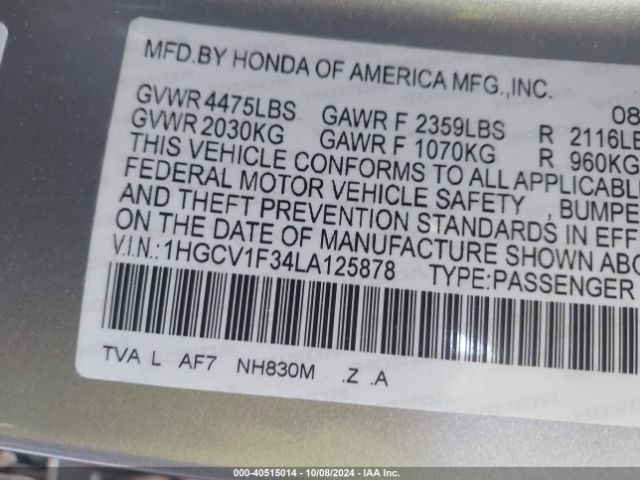 MFD.BY HONDA OF AMERICA MFG.,INC. 08
GVWR 4475LBS GAWR F 2359LBS R 2116LB
GVWR 2030KG GAWR F 1070KG R 960KG
THIS VEHICLE CONFORMS TO ALL APPLICABLE
FEDERAL MOTOR VEHICLE SAFETY , BUMPE
AND THEFT PREVENTION STANDARDS IN EFF
ON THE DATE OF MANUFACTURE SHOWN ABO
V.I.N.: 1HGCV1F34LA125878 TYPE:PASSENGER
TVA L AF7 NH830M .Z .A
000-40515014 | 10/08/2024 | IAA Inc.